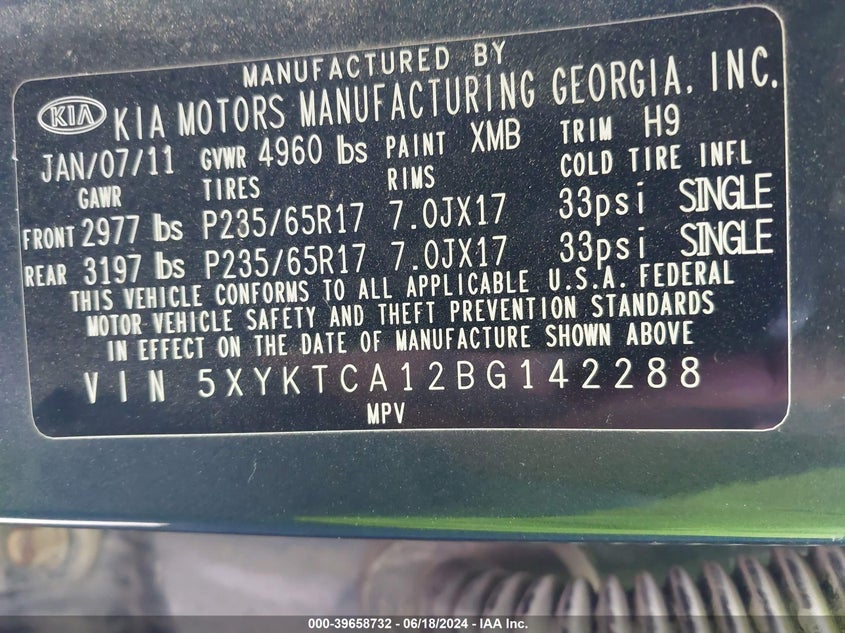 MANUFACTURED BY
KIA KIA MOTORS MANUFACTURING GEORGIA, INC.
JAN/07/11 GVWR 4960 lbs PAINT XMB TRIM H9
GAWR TIRES RIMS COLD TIRE INFL
FRONT 2977 lbs P235/65R17 7.0JX17 33psi SINGLE
REAR 3197 lbs P235/65R17 7.0JX17 33psi SINGLE
THIS VEHICLE CONFORMS TO ALL APPLICABLE U.S.A. FEDERAL
MOTOR VEHICLE SAFETY AND THEFT PREVENTION STANDARDS
IN EFFECT ON THE DATE OF MANUFACTURE SHOWN ABOVE
VIN 5XYKTCA12BG142288
MPV
000-39658732 - 06/18/2024 - IAA Inc.